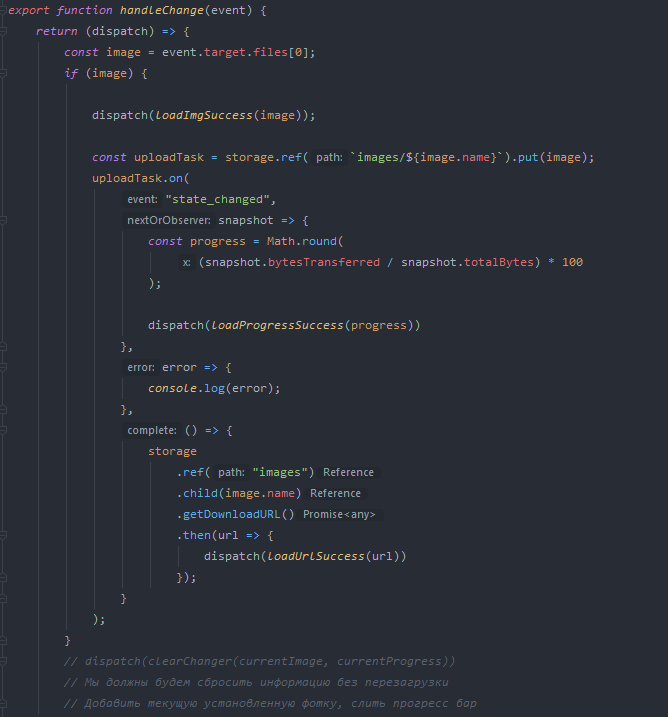 export function handleChange(event) {
return (dispatch) => {
const image = event.target.files[0];
if (image) {
dispatch(loadImgSuccess(image));
const uploadTask = storage.ref( path: `images/${image.name}`).put(image);
uploadTask.on(
event: "state_changed",
nextOrObserver: snapshot => {
const progress = Math.round(
x: (snapshot.bytesTransferred / snapshot.totalBytes) * 100
);
dispatch(loadProgressSuccess(progress))
},
error: error => {
console.log(error);
},
complete: () => {
storage
.ref( path: "images") Reference
.child(image.name) Reference
.getDownloadURL() Promise<any>
.then(url => {
dispatch(loadUrlSuccess(url))
});
}
);
}
// dispatch(clearChanger(currentImage, currentProgress))
// Мы должны будем сбросить информацию без перезагрузки
// Добавить текущую установленную фотку, слить прогресс бар